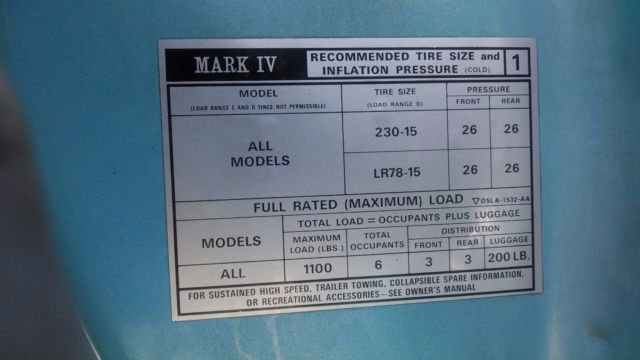 MARK IV
RECOMMENDED TIRE SIZE and
INFLATION PRESSURE (COLD)
1
MODEL
(LOAD RANGE C AND D TIRES NOT PERMISSIBLE)
TIRE SIZE
(LOAD RANGE B)
PRESSURE
FRONT REAR
ALL
MODELS
230-15 26 26
LR78-15 26 26
FULL RATED (MAXIMUM) LOAD ▽D5LA-1532-AA
MODELS
TOTAL LOAD = OCCUPANTS PLUS LUGGAGE
MAXIMUM
LOAD (LBS.)
TOTAL
OCCUPANTS
DISTRIBUTION
FRONT REAR LUGGAGE
ALL 1100 6 3 3 200 LB.
FOR SUSTAINED HIGH SPEED, TRAILER TOWING, COLLAPSIBLE SPARE INFORMATION,
OR RECREATIONAL ACCESSORIES—SEE OWNER'S MANUAL